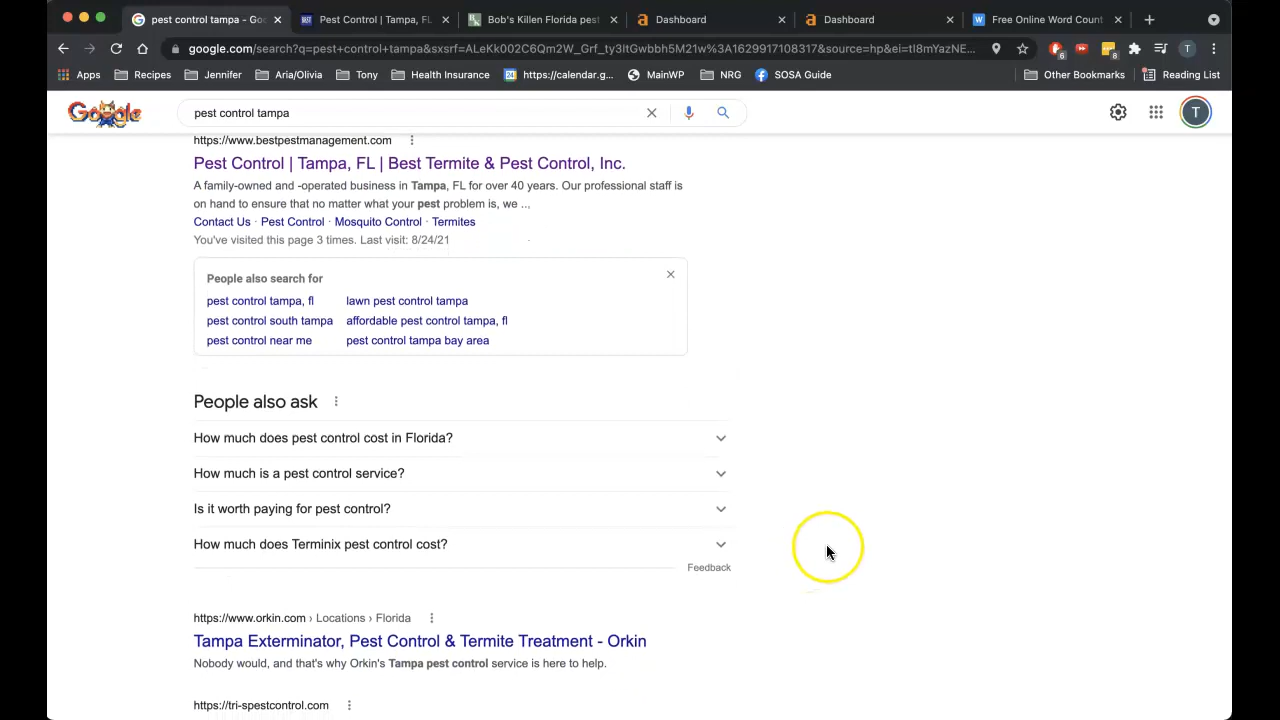 pest control tampa - Goo
Pest Control | Tampa, FL |
Bob's Killen Florida pest
Dashboard
Dashboard
Free Online Word Count
google.com/search?q=pest+control+tampa&sxsrf=ALeKk002C6Qm2W_Grf_ty3ItGwbbh5M21w%3A1629917108317&source=hp&ei=tI8mYazNE...
6
8
T
Apps
Recipes
Jennifer
Aria/Olivia
Tony
Health Insurance
24
https://calendar.g...
MainWP
NRG
SOSA Guide
Other Bookmarks
Reading List
Google
pest control tampa
T
https://www.bestpestmanagement.com
Pest Control | Tampa, FL | Best Termite & Pest Control, Inc.
A family-owned and -operated business in Tampa, FL for over 40 years. Our professional staff is
on hand to ensure that no matter what your pest problem is, we ...
Contact Us · Pest Control · Mosquito Control · Termites
You've visited this page 3 times. Last visit: 8/24/21
People also search for
pest control tampa, fl
lawn pest control tampa
pest control south tampa
affordable pest control tampa, fl
pest control near me
pest control tampa bay area
People also ask
How much does pest control cost in Florida?
How much is a pest control service?
Is it worth paying for pest control?
How much does Terminix pest control cost?
Feedback
https://www.orkin.com › Locations › Florida
Tampa Exterminator, Pest Control & Termite Treatment - Orkin
Nobody would, and that's why Orkin's Tampa pest control service is here to help.
https://tri-spestcontrol.com